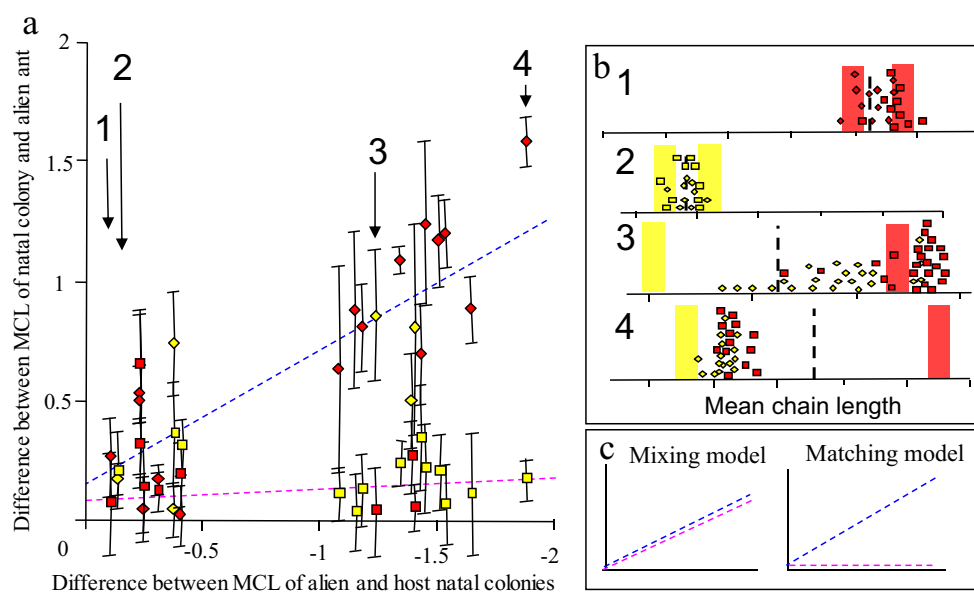 a
Difference between MCL of natal colony and alien ant
2
1.5
1
0.5
0
-0.5
-1
-1.5
-2
1
2
3
4
Difference between MCL of alien and host natal colonies
b
1
2
3
4
Mean chain length
c
Mixing model
Matching model